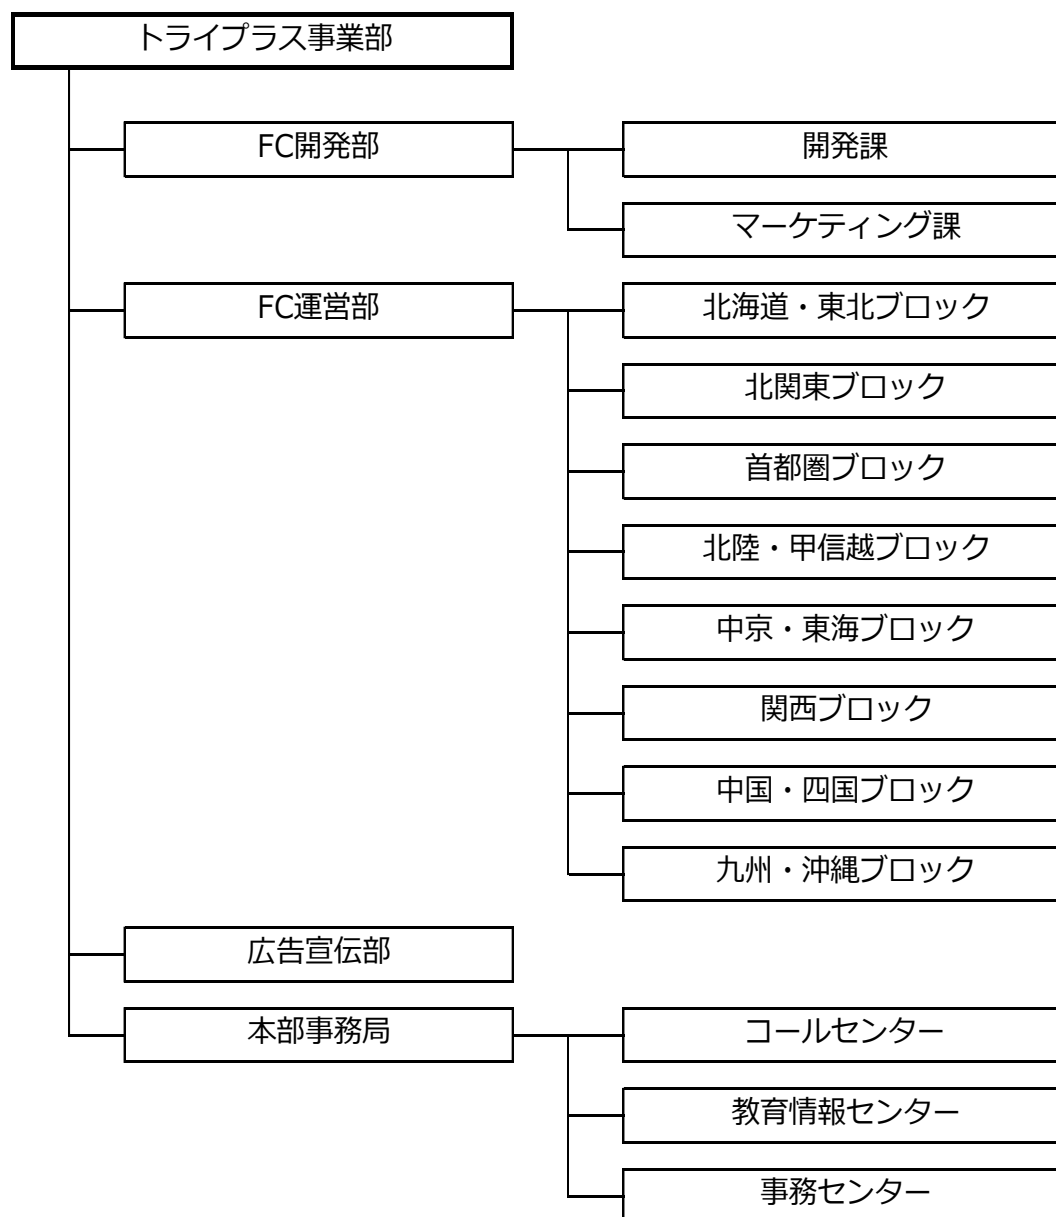 トライプラス事業部
FC開発部
開発課
マーケティング課
FC運営部
北海道・東北ブロック
北関東ブロック
首都圏ブロック
北陸・甲信越ブロック
中京・東海ブロック
関西ブロック
中国・四国ブロック
九州・沖縄ブロック
広告宣伝部
本部事務局
コールセンター
教育情報センター
事務センター